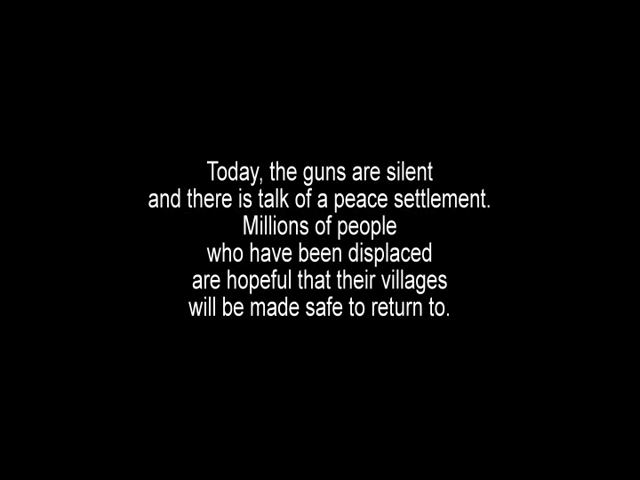 Today, the guns are silent
and there is talk of a peace settlement.
Millions of people
who have been displaced
are hopeful that their villages
will be made safe to return to.